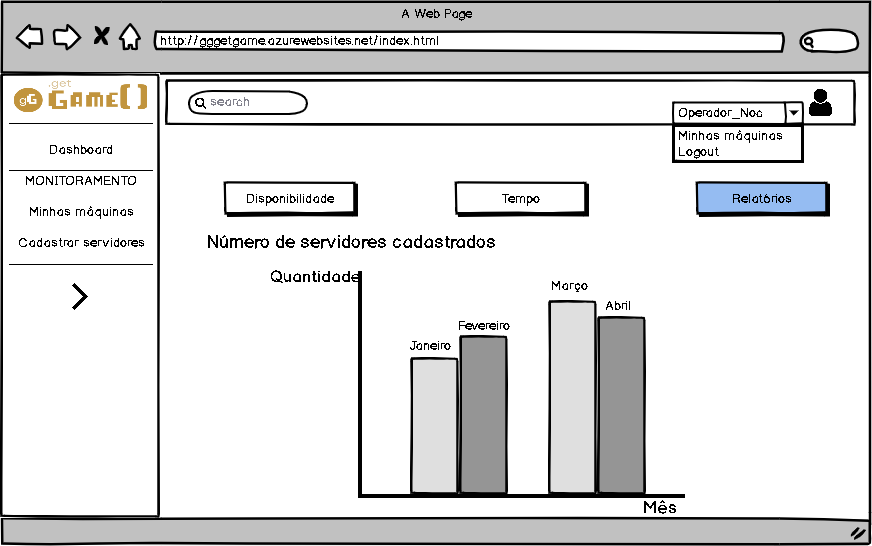 A Web Page
http://gggetgame.azurewebsites.net/index.html
gG
.get
GAME[]
search
Operador_Noc
Minhas máquinas
Logout
Dashboard
MONITORAMENTO
Minhas máquinas
Cadastrar servidores
Disponibilidade
Tempo
Relatórios
Número de servidores cadastrados
Quantidade
Março
Abril
Fevereiro
Janeiro
Mês